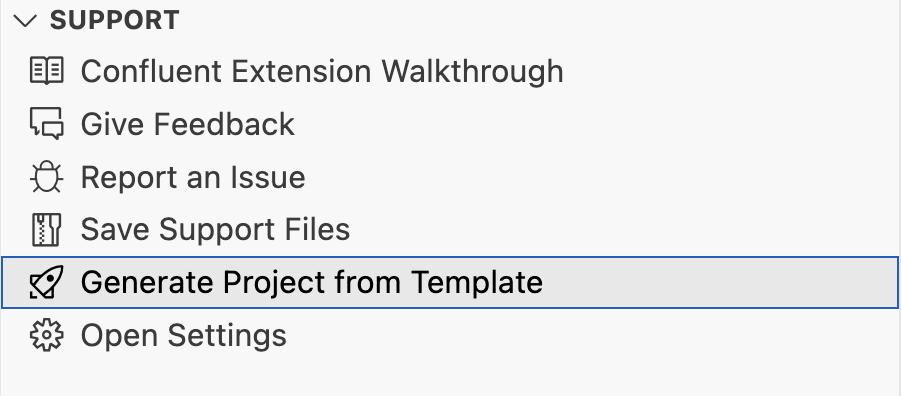 SUPPORT
Confluent Extension Walkthrough
Give Feedback
Report an Issue
Save Support Files
Generate Project from Template
Open Settings